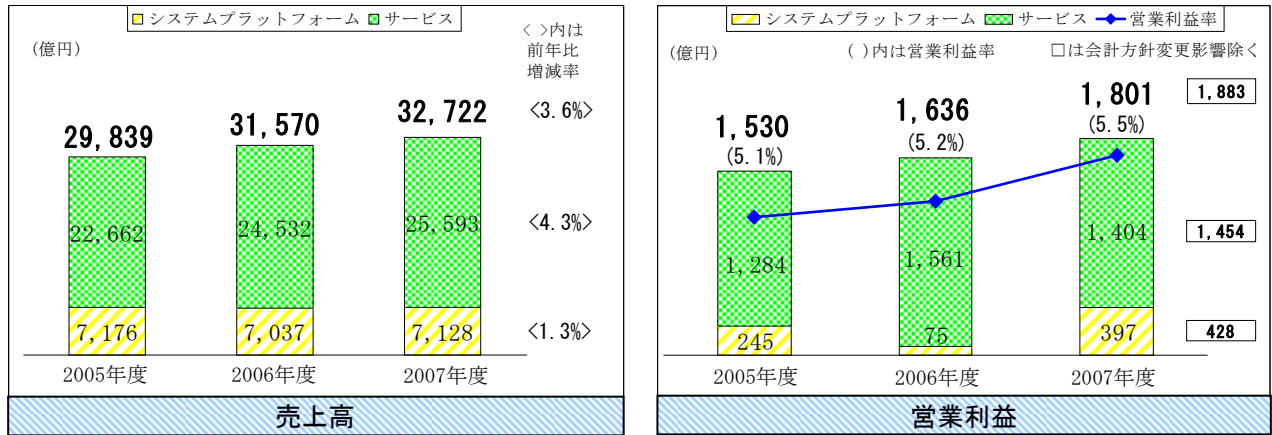 システムプラットフォーム サービス
(億円)
< >内は
前年比
増減率
29,839
31,570
32,722
<3.6%>
22,662
24,532
25,593
<4.3%>
7,176
7,037
7,128
<1.3%>
2005年度
2006年度
2007年度
売上高
システムプラットフォーム サービス 営業利益率
(億円)
( )内は営業利益率
□は会計方針変更影響除く
1,530
(5.1%)
1,636
(5.2%)
1,801
(5.5%)
1,883
1,284
1,561
1,404
1,454
245
75
397
428
2005年度
2006年度
2007年度
営業利益